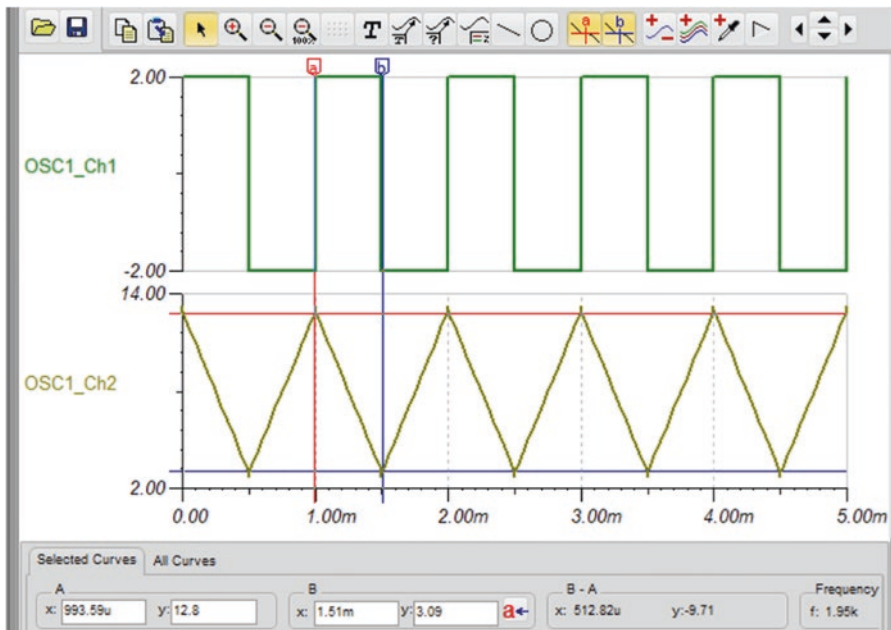 T
100%
a b
a b
2.00
OSC1_Ch1
-2.00
14.00
OSC1_Ch2
2.00
0.00 1.00m 2.00m 3.00m 4.00m 5.00m
Selected Curves All Curves
A B B - A Frequency
x: 993.59u y: 12.8 x: 1.51m y: 3.09 a x: 512.82u y:-9.71 f: 1.95k